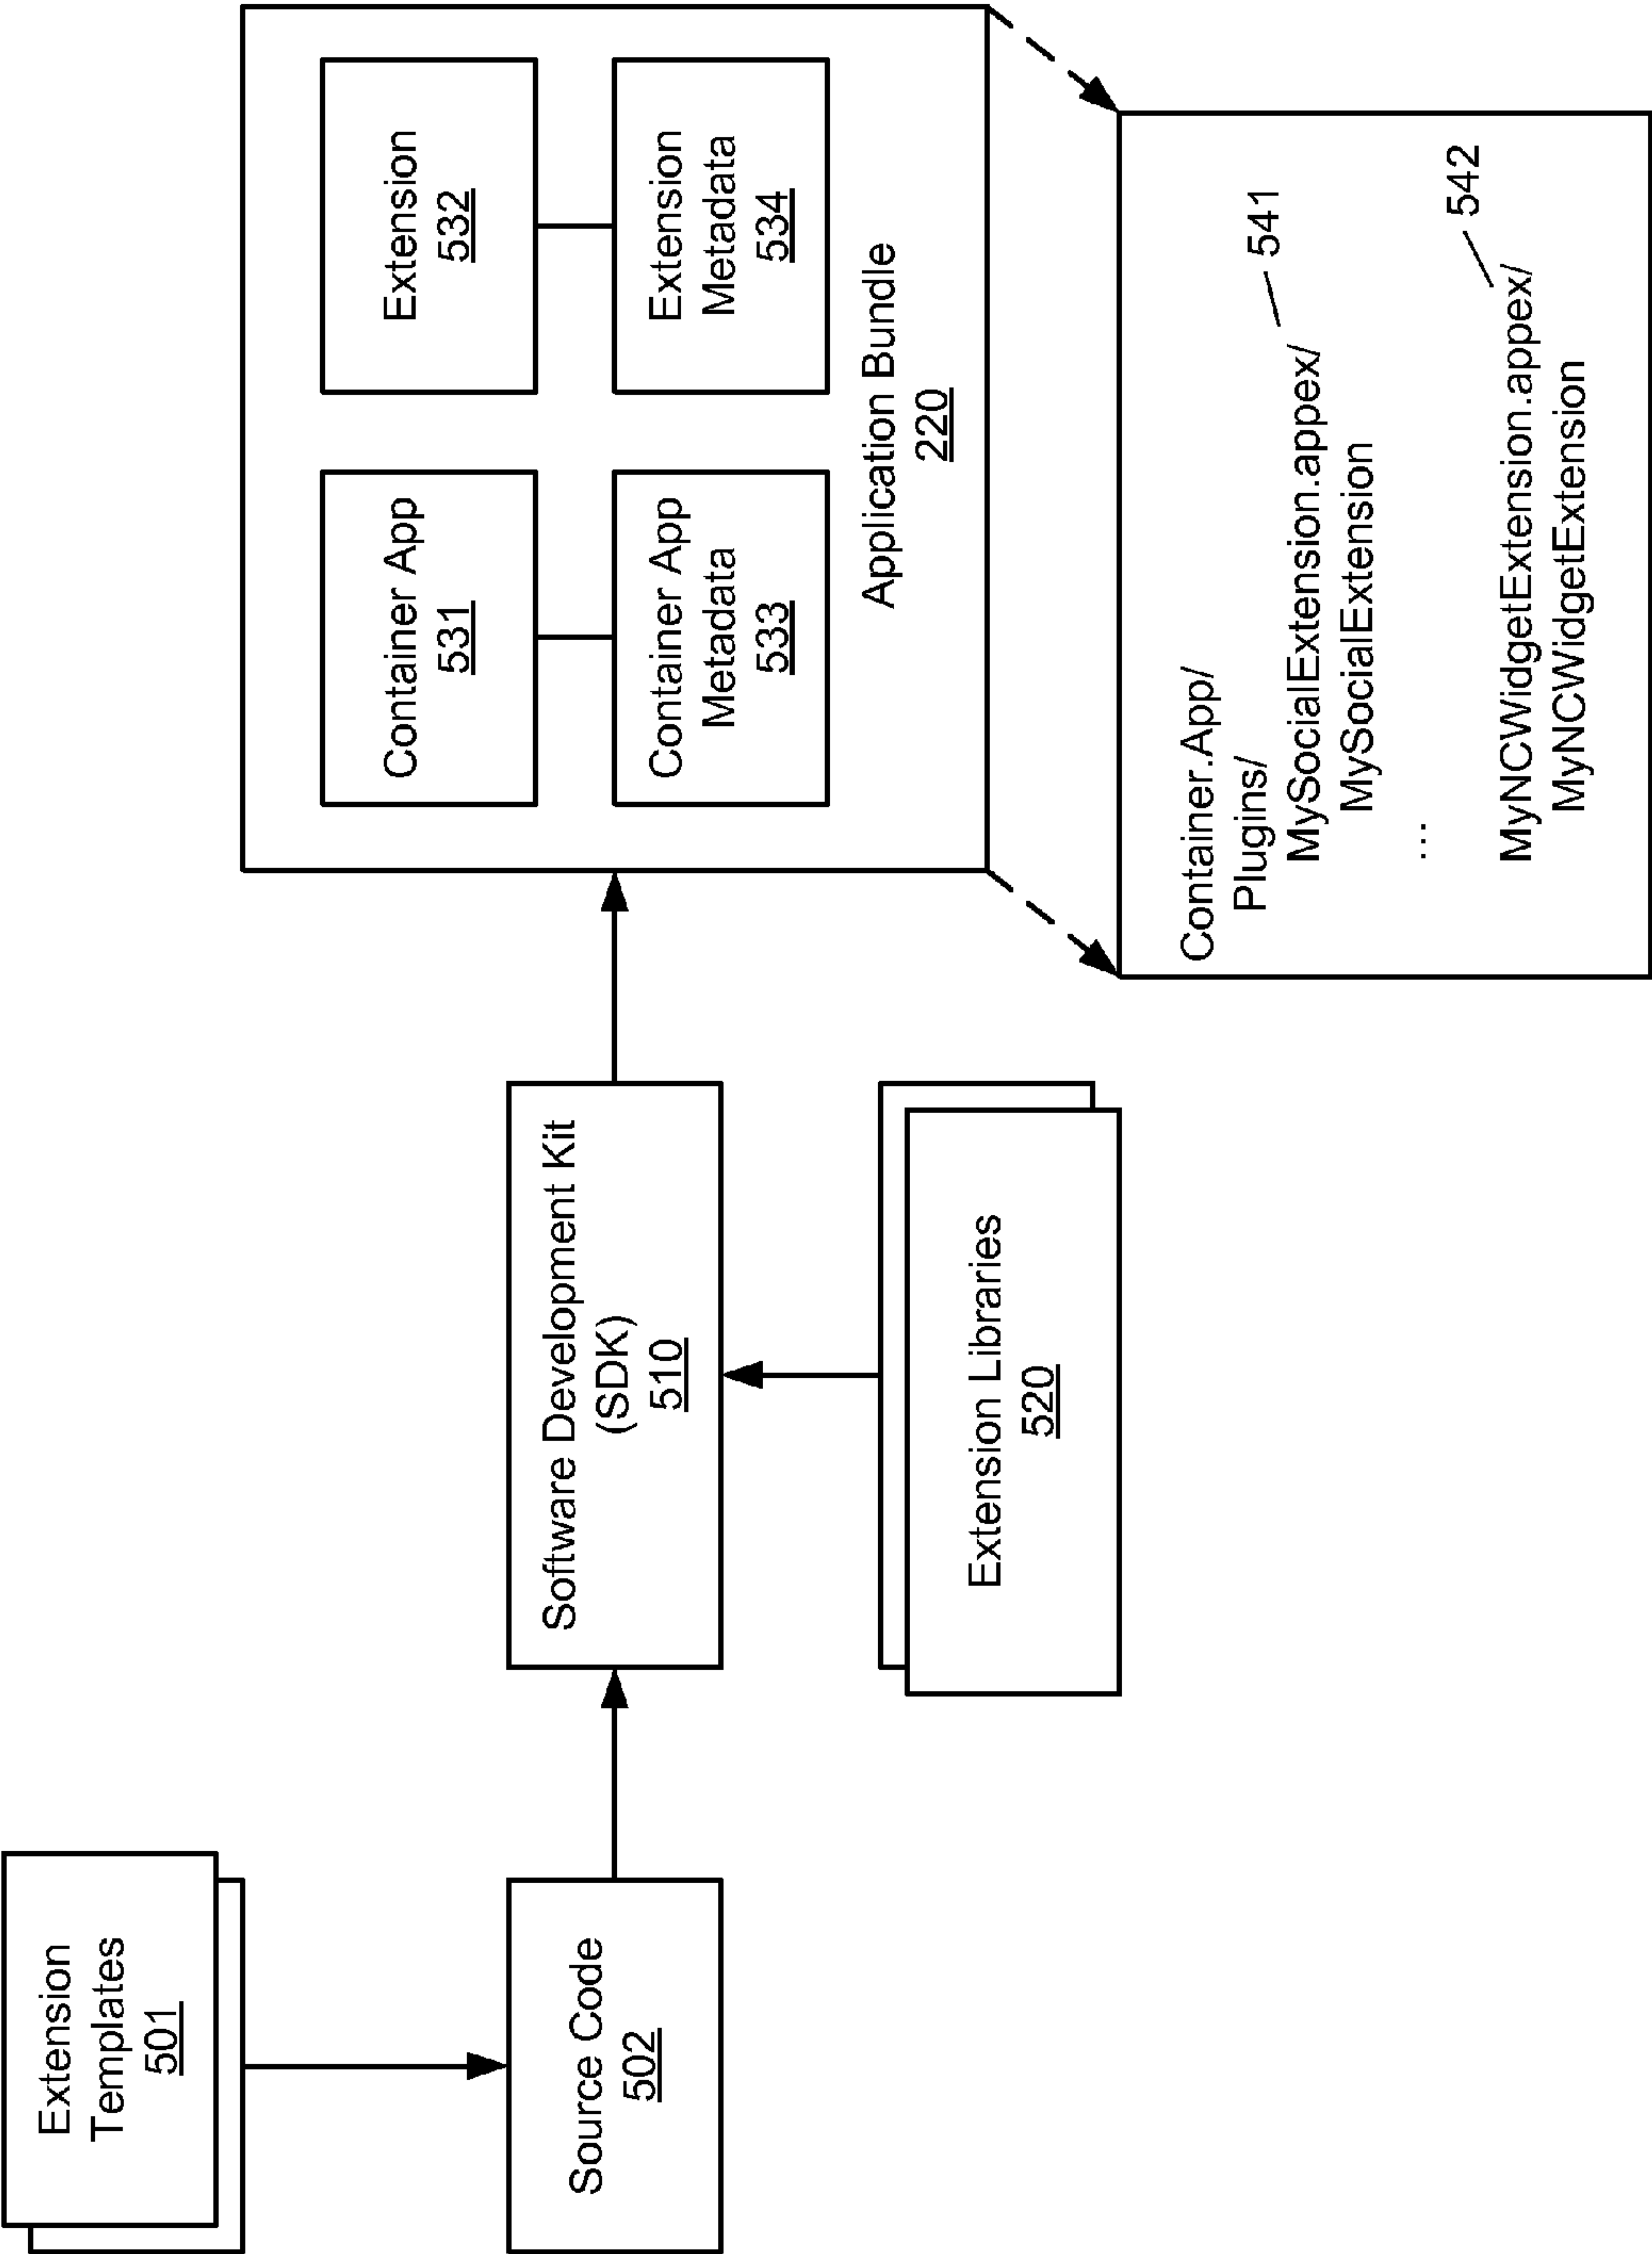 Extension
Templates
501
Source Code
502
Software Development Kit
(SDK)
510
Extension Libraries
520
Container App
531
Extension
532
Container App
Metadata
533
Extension
Metadata
534
Application Bundle
220
Container.App/
Plugins/
MySocialExtension.appex/ 541
MySocialExtension
...
542
MyNCWidgetExtension.appex/
MyNCWidgetExtension